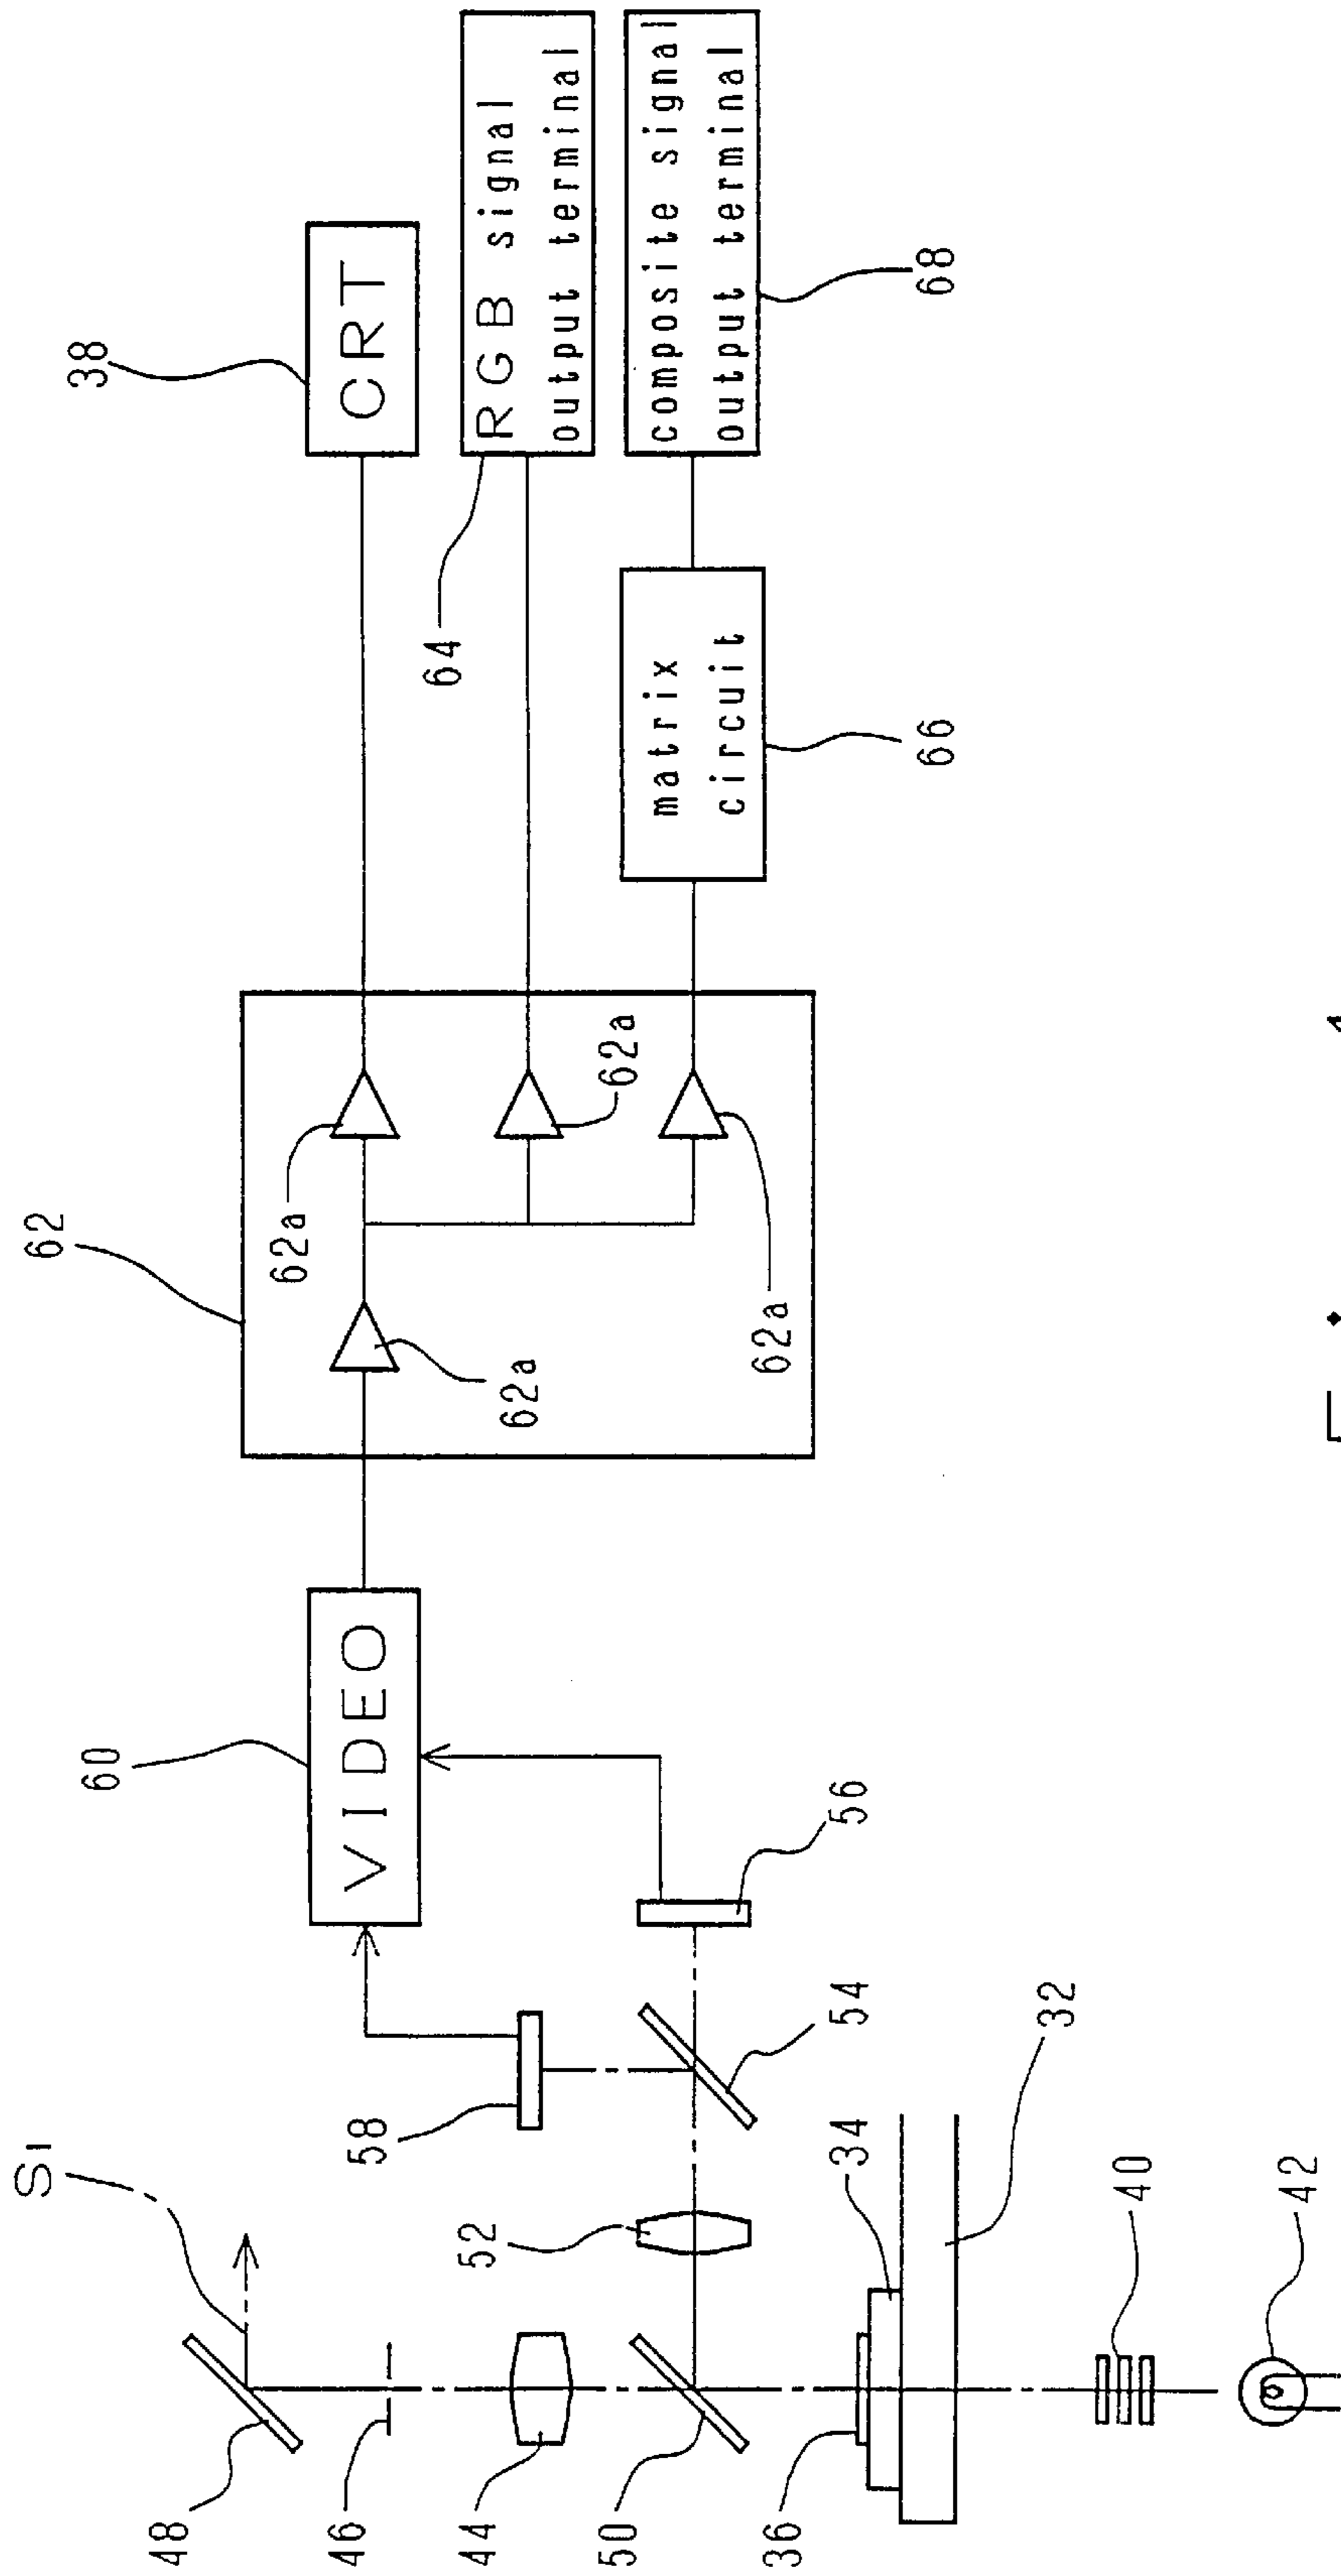 38
CRT
RGB signal
output terminal
64
composite signal
output terminal
68
matrix
circuit
66
62
62a
62a
62a
62a
60
VIDEO
56
58
54
S1
52
34
32
40
42
48
46
44
50
36